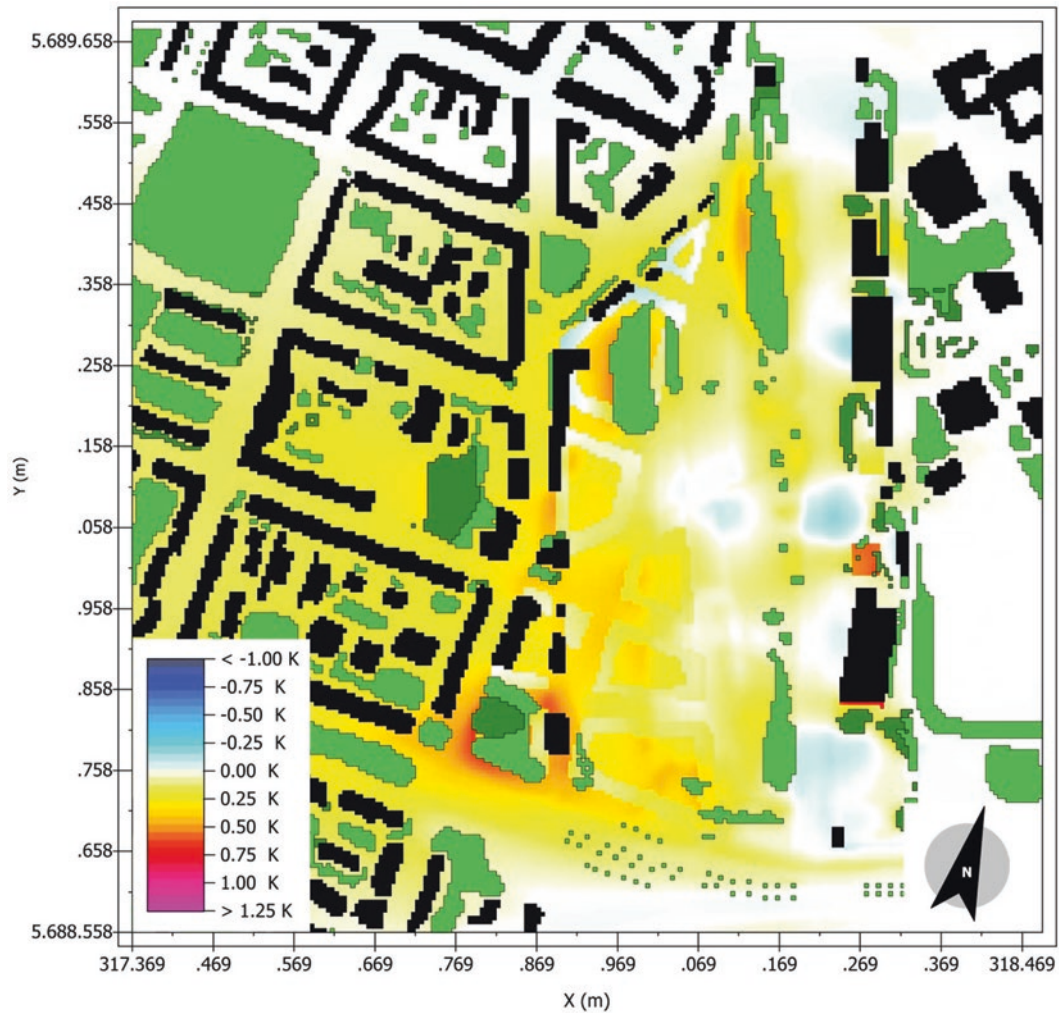 5.689.658
.558
.458
.358
.258
.158
.058
.958
.858
.758
.658
5.688.558
Y (m)
< -1.00 K
-0.75 K
-0.50 K
-0.25 K
0.00 K
0.25 K
0.50 K
0.75 K
1.00 K
> 1.25 K
N
317.369 .469 .569 .669 .769 .869 .969 .069 .169 .269 .369 318.469
X (m)